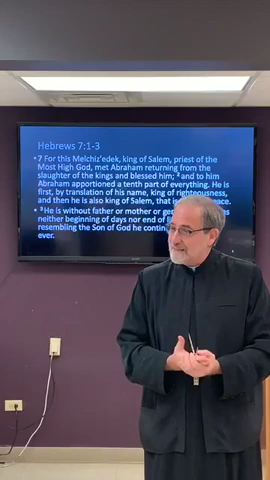 Hebrews 7:1-3
• 7 For this Melchiz'edek, king of Salem, priest of the
Most High God, met Abraham returning from the
slaughter of the kings and blessed him; ² and to him
Abraham apportioned a tenth part of everything. He is
first, by translation of his name, king of righteousness,
and then he is also king of Salem, that is peace.
• ³ He is without father or mother or
neither beginning of days nor end
resembling the Son of God he
ever.